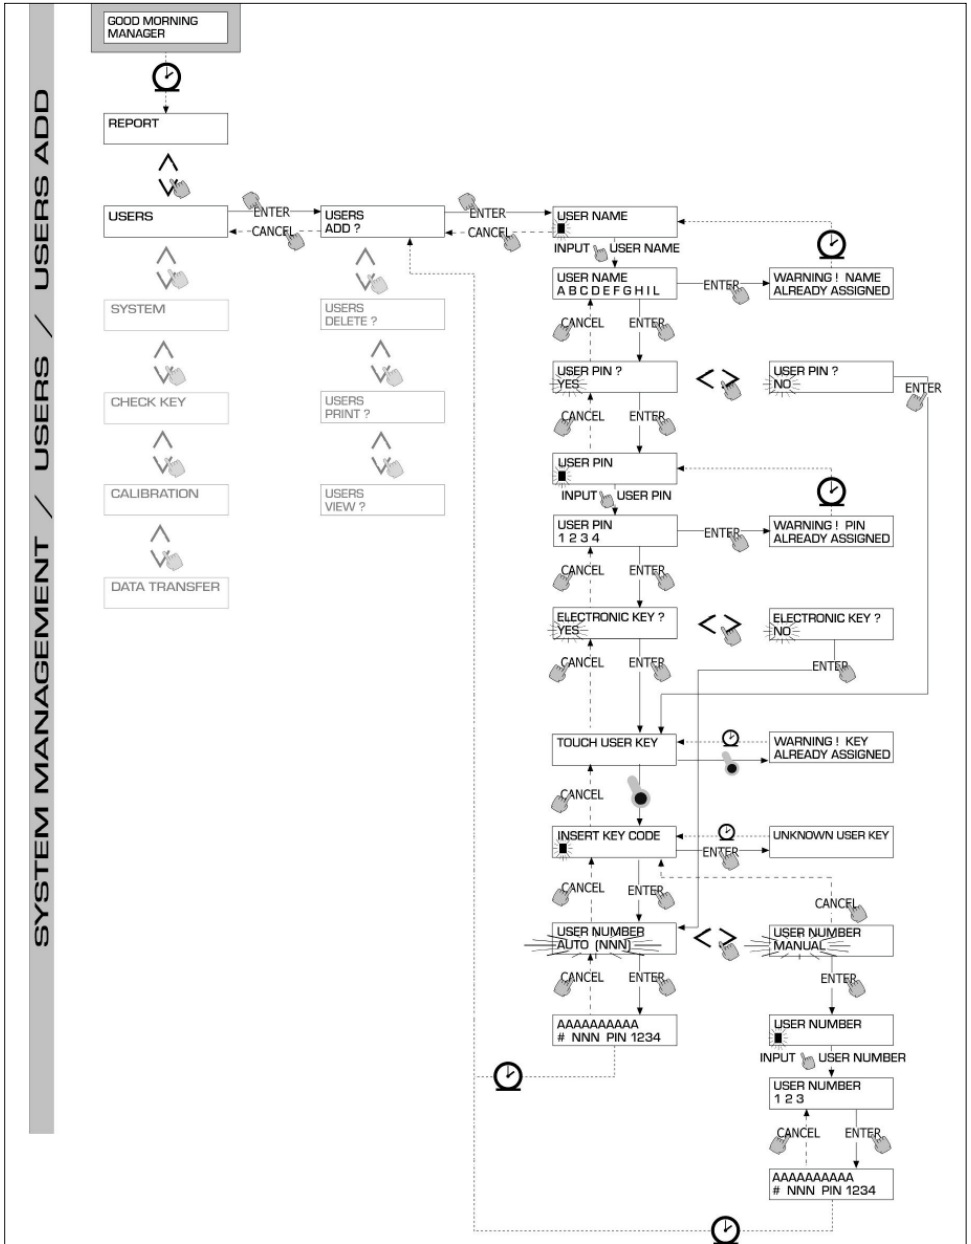 SYSTEM MANAGEMENT / USERS / USERS ADD
GOOD MORNING
MANAGER
REPORT
USERS
ENTER
CANCEL
USERS
ADD ?
ENTER
CANCEL
USER NAME
INPUT USER NAME
USER NAME
A B C D E F G H I L
ENTER
WARNING ! NAME
ALREADY ASSIGNED
SYSTEM
USERS
DELETE ?
CANCEL
ENTER
USER PIN ?
YES
USER PIN ?
NO
ENTER
CHECK KEY
USERS
PRINT ?
CANCEL
ENTER
USER PIN
INPUT USER PIN
CALIBRATION
USERS
VIEW ?
USER PIN
1 2 3 4
ENTER
WARNING ! PIN
ALREADY ASSIGNED
CANCEL
ENTER
DATA TRANSFER
ELECTRONIC KEY ?
YES
ELECTRONIC KEY ?
NO
CANCEL
ENTER
ENTER
TOUCH USER KEY
WARNING ! KEY
ALREADY ASSIGNED
CANCEL
INSERT KEY CODE
ENTER
UNKNOWN USER KEY
CANCEL
ENTER
CANCEL
USER NUMBER
AUTO (NNN)
USER NUMBER
MANUAL
CANCEL
ENTER
ENTER
AAAAAAAAAA
# NNN PIN 1234
USER NUMBER
INPUT USER NUMBER
USER NUMBER
1 2 3
CANCEL
ENTER
AAAAAAAAAA
# NNN PIN 1234